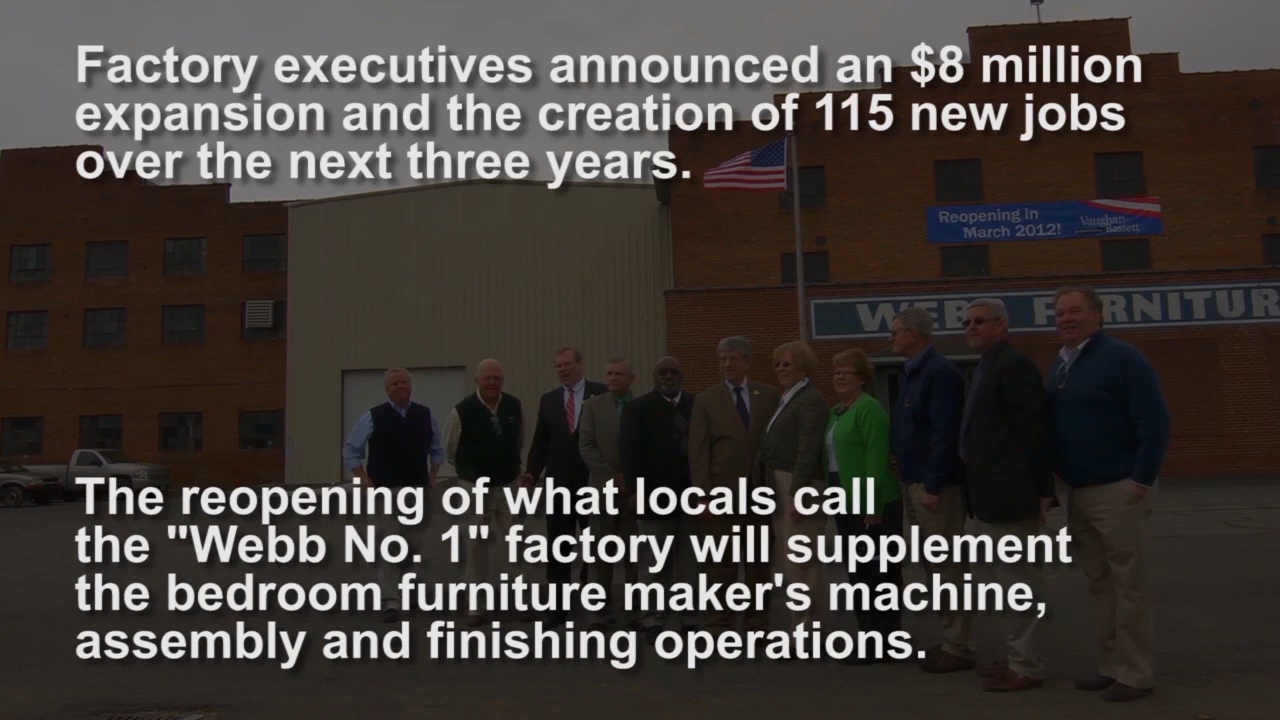 Factory executives announced an $8 million
expansion and the creation of 115 new jobs
over the next three years.
Reopening in
March 2012!
Vaughan-
Bassett
WEBB FURNITUR
The reopening of what locals call
the "Webb No. 1" factory will supplement
the bedroom furniture maker's machine,
assembly and finishing operations.